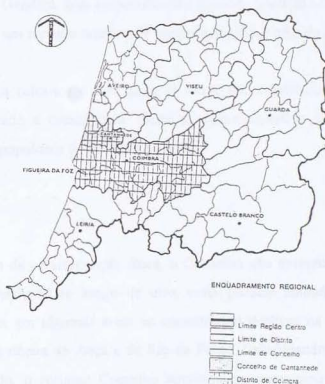 AVEIRO
VISEU
GUARDA
CANTANHEDE
COIMBRA
FIGUEIRA DA FOZ
CASTELO BRANCO
LEIRIA
ENQUADRAMENTO REGIONAL
Limite Região Centro
Limite de Distrito
Limite de Concelho
Concelho de Cantanhede
Distrito de Coimbra